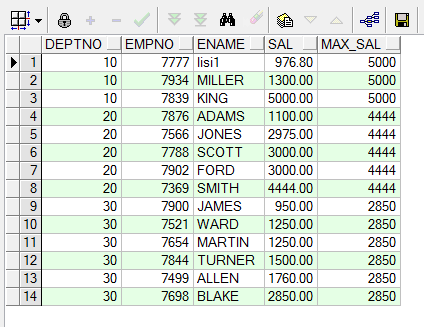 DEPTNO EMPNO ENAME SAL MAX_SAL
1 10 7777 lisi1 976.80 5000
2 10 7934 MILLER 1300.00 5000
3 10 7839 KING 5000.00 5000
4 20 7876 ADAMS 1100.00 4444
5 20 7566 JONES 2975.00 4444
6 20 7788 SCOTT 3000.00 4444
7 20 7902 FORD 3000.00 4444
8 20 7369 SMITH 4444.00 4444
9 30 7900 JAMES 950.00 2850
10 30 7521 WARD 1250.00 2850
11 30 7654 MARTIN 1250.00 2850
12 30 7844 TURNER 1500.00 2850
13 30 7499 ALLEN 1760.00 2850
14 30 7698 BLAKE 2850.00 2850